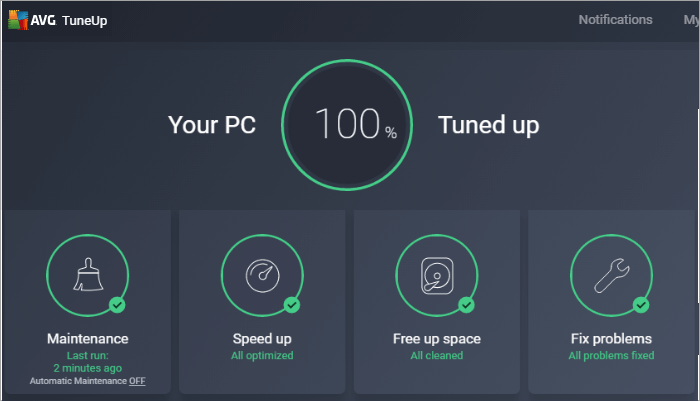 AVG TuneUp
Notifications
My
Your PC
100%
Tuned up
Maintenance
Last run:
2 minutes ago
Automatic Maintenance OFF
Speed up
All optimized
Free up space
All cleaned
Fix problems
All problems fixed